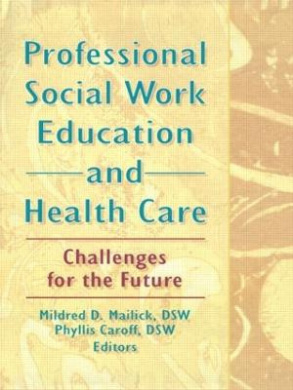 Professional
Social Work
Education
and
Health Care
Challenges
for the Future
Mildred D. Mailick, DSW
Phyllis Caroff, DSW
Editors